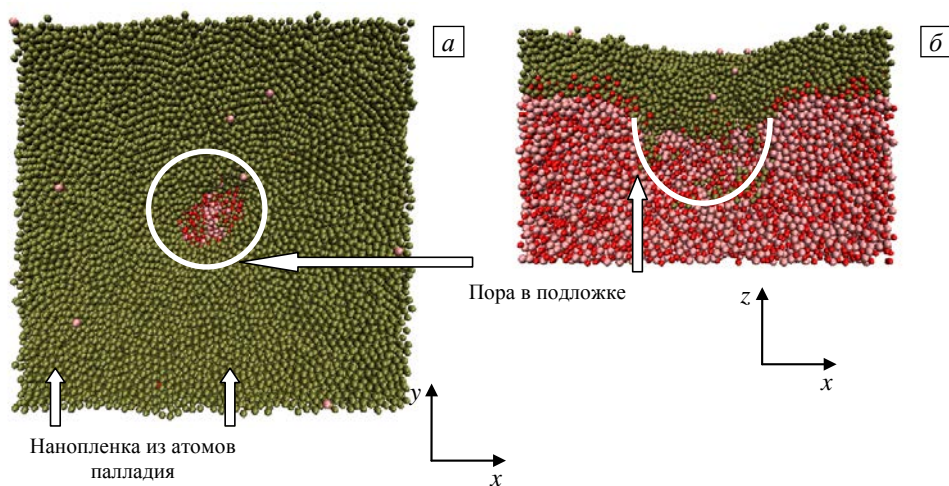 а
б
Пора в подложке
z
x
y
x
Нанопленка из атомов
палладия